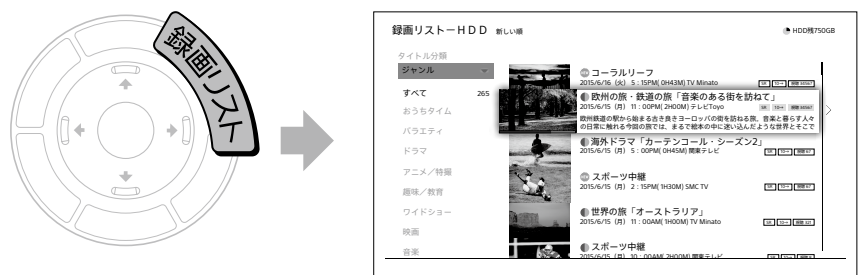 録画リスト
録画リストーHDD 新しい順
HDD残750GB
タイトル分類
ジャンル
すべて 265
おうちタイム
バラエティ
ドラマ
アニメ／特撮
趣味／教育
ワイドショー
映画
音楽
コーラルリーフ
2015/6/16（火） 5：15PM( 0H43M) TV Minato
欧州の旅・鉄道の旅「音楽のある街を訪ねて」
2015/6/15（月） 11：00PM( 2H00M) テレビToyo
欧州鉄道の駅から始まる古き良きヨーロッパの街を訪ねる旅。音楽と暮らす人々
の日常に触れる今回の旅では、まるで絵本の中に迷い込んだような世界とそこで
海外ドラマ「カーテンコール・シーズン2」
2015/6/15（月） 5：00PM( 0H45M) 関東テレビ
スポーツ中継
2015/6/15（月） 2：15PM( 1H30M) SMC TV
世界の旅「オーストラリア」
2015/6/15（月） 11：00AM( 1H00M) TV Minato
スポーツ中継
2015/6/15（月） 10：00AM( 2H00M) 関東テレビ